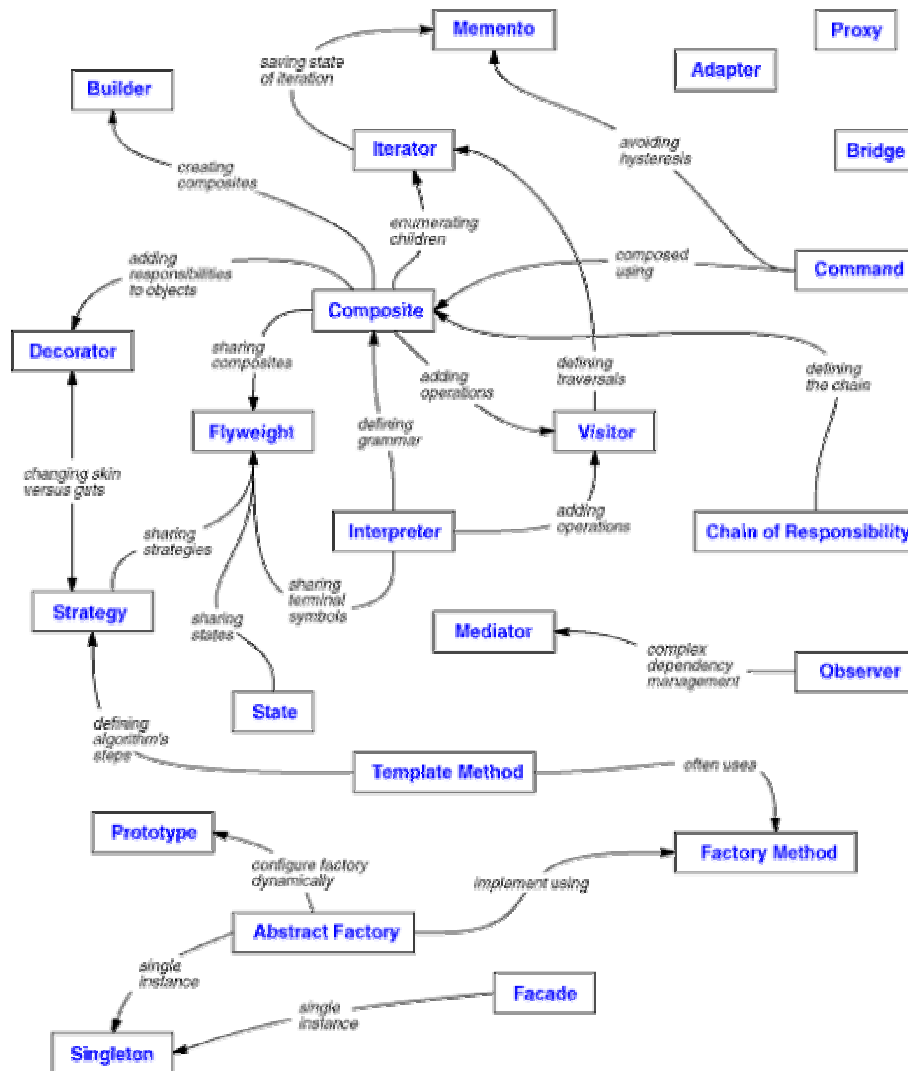 Memento
Proxy
saving state
of iteration
Adapter
Builder
Iterator
avoiding
hysteresis
Bridge
creating
composites
enumerating
children
adding
responsibilities
to objects
composed
using
Command
Composite
Decorator
sharing
composites
adding
operations
defining
traversals
defining
the chain
Flyweight
defining
grammar
Visitor
changing skin
versus guts
adding
operations
Interpreter
Chain of Responsibility
sharing
strategies
sharing
terminal
symbols
Strategy
sharing
states
Mediator
complex
dependency
management
Observer
State
defining
algorithm's
steps
Template Method
often uses
Prototype
Factory Method
configure factory
dynamically
implement using
Abstract Factory
single
instance
Facade
single
instance
Singleton